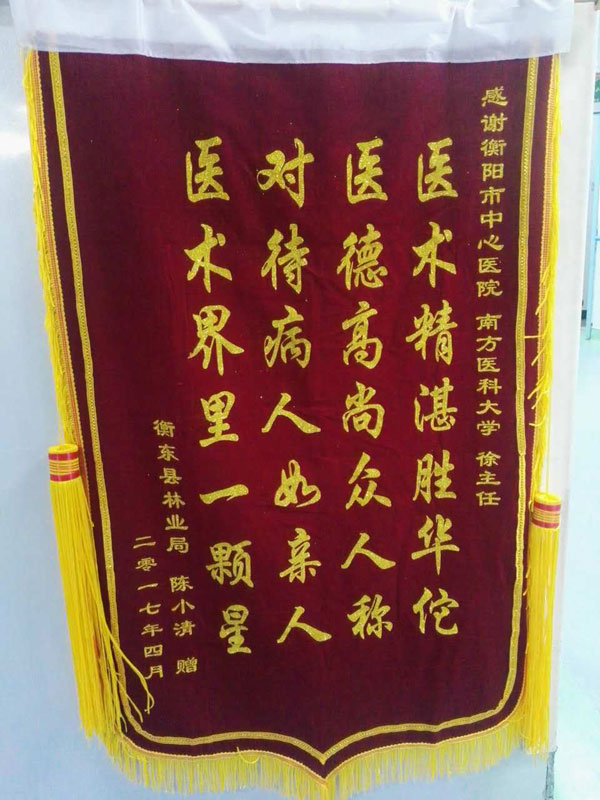 感谢衡阳市中心医院 南方医科大学 徐主任
医术精湛胜华佗
医德高尚众人称
对待病人如亲人
医术界里一颗星
衡东县林业局 陈小清 赠
二零一七年四月